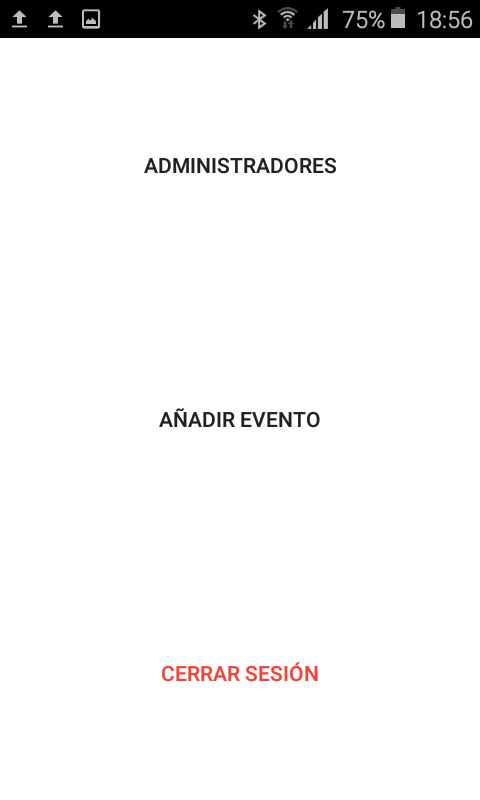 75% 18:56
ADMINISTRADORES
AÑADIR EVENTO
CERRAR SESIÓN